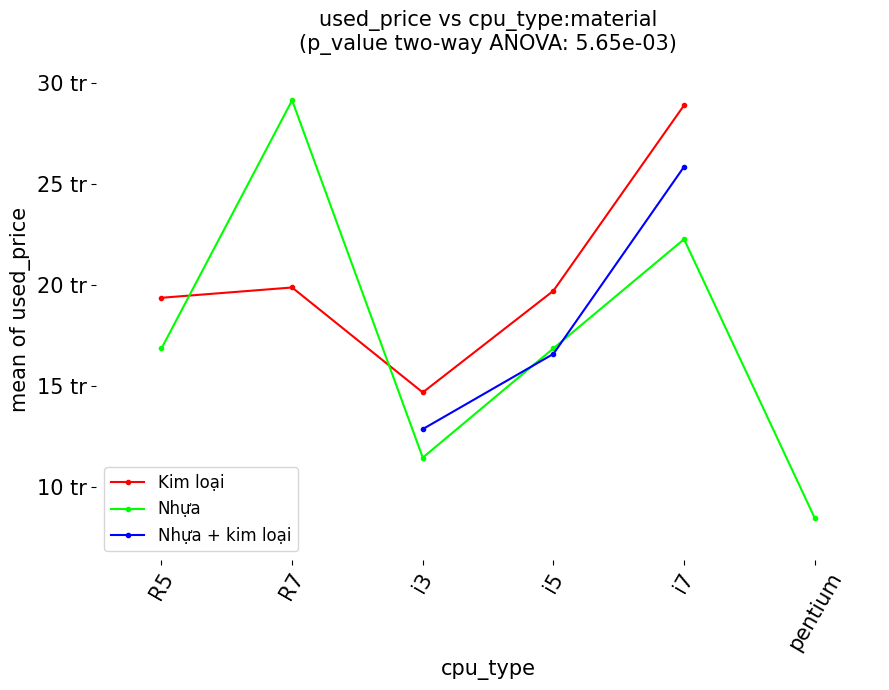 used_price vs cpu_type:material
(p_value two-way ANOVA: 5.65e-03)
30 tr
25 tr
20 tr
15 tr
10 tr
mean of used_price
Kim loại
Nhựa
Nhựa + kim loại
R5
R7
i3
i5
i7
pentium
cpu_type